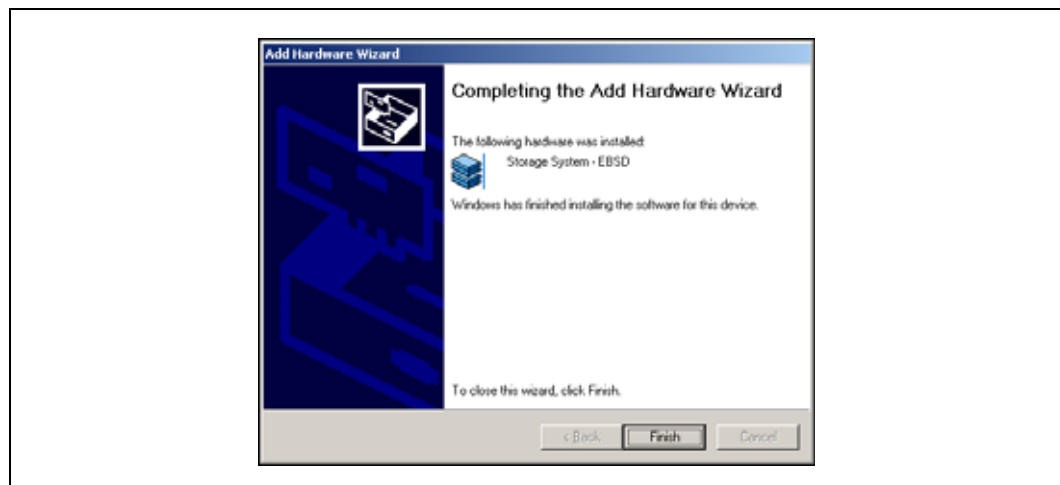 Add Hardware Wizard
Completing the Add Hardware Wizard
The following hardware was installed:
Storage System - EBSD
Windows has finished installing the software for this device.
To close this wizard, click Finish.
< Back
Finish
Cancel